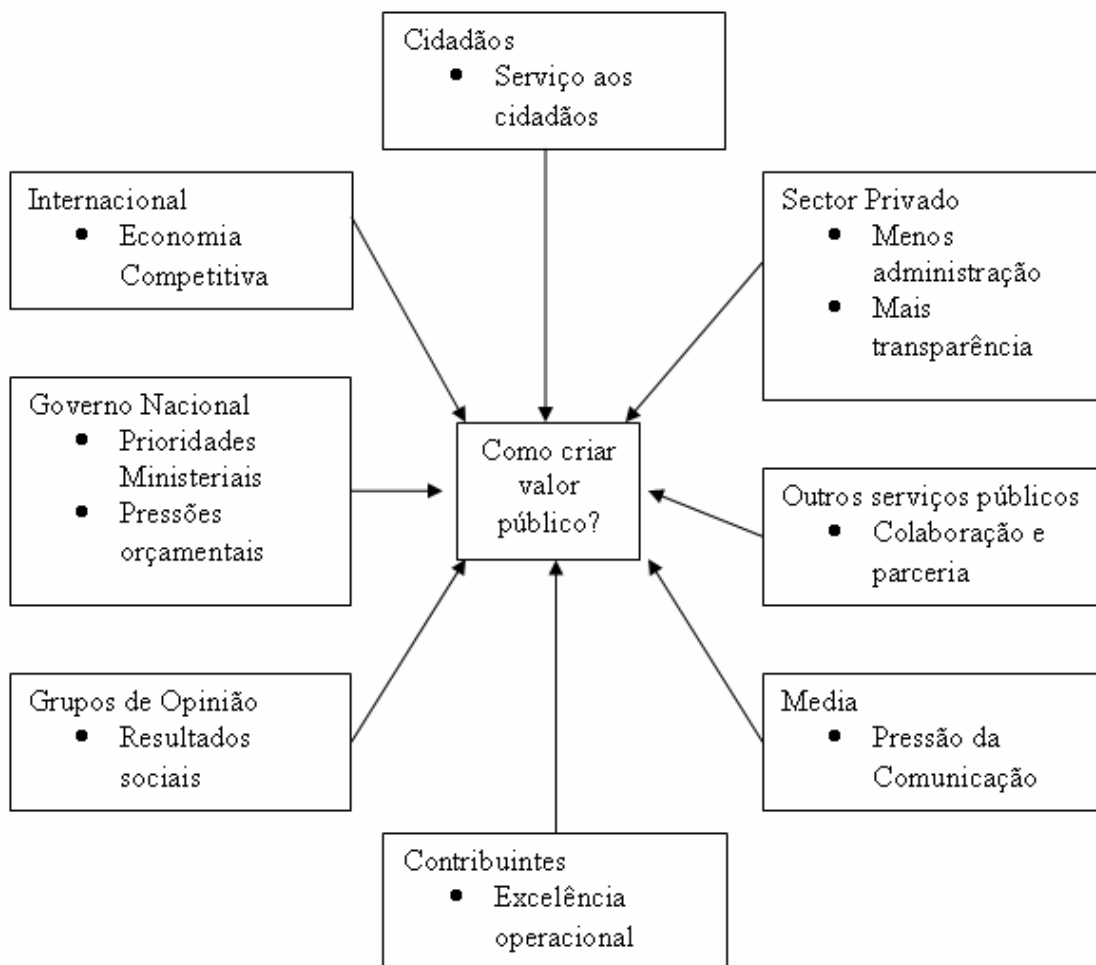 Cidadãos
• Serviço aos
cidadãos
Internacional
• Economia
Competitiva
Sector Privado
• Menos
administração
• Mais
transparência
Governo Nacional
• Prioridades
Ministeriais
• Pressões
orçamentais
Como criar
valor
público?
Outros serviços públicos
• Colaboração e
parceria
Grupos de Opinião
• Resultados
sociais
Media
• Pressão da
Comunicação
Contribuintes
• Excelência
operacional